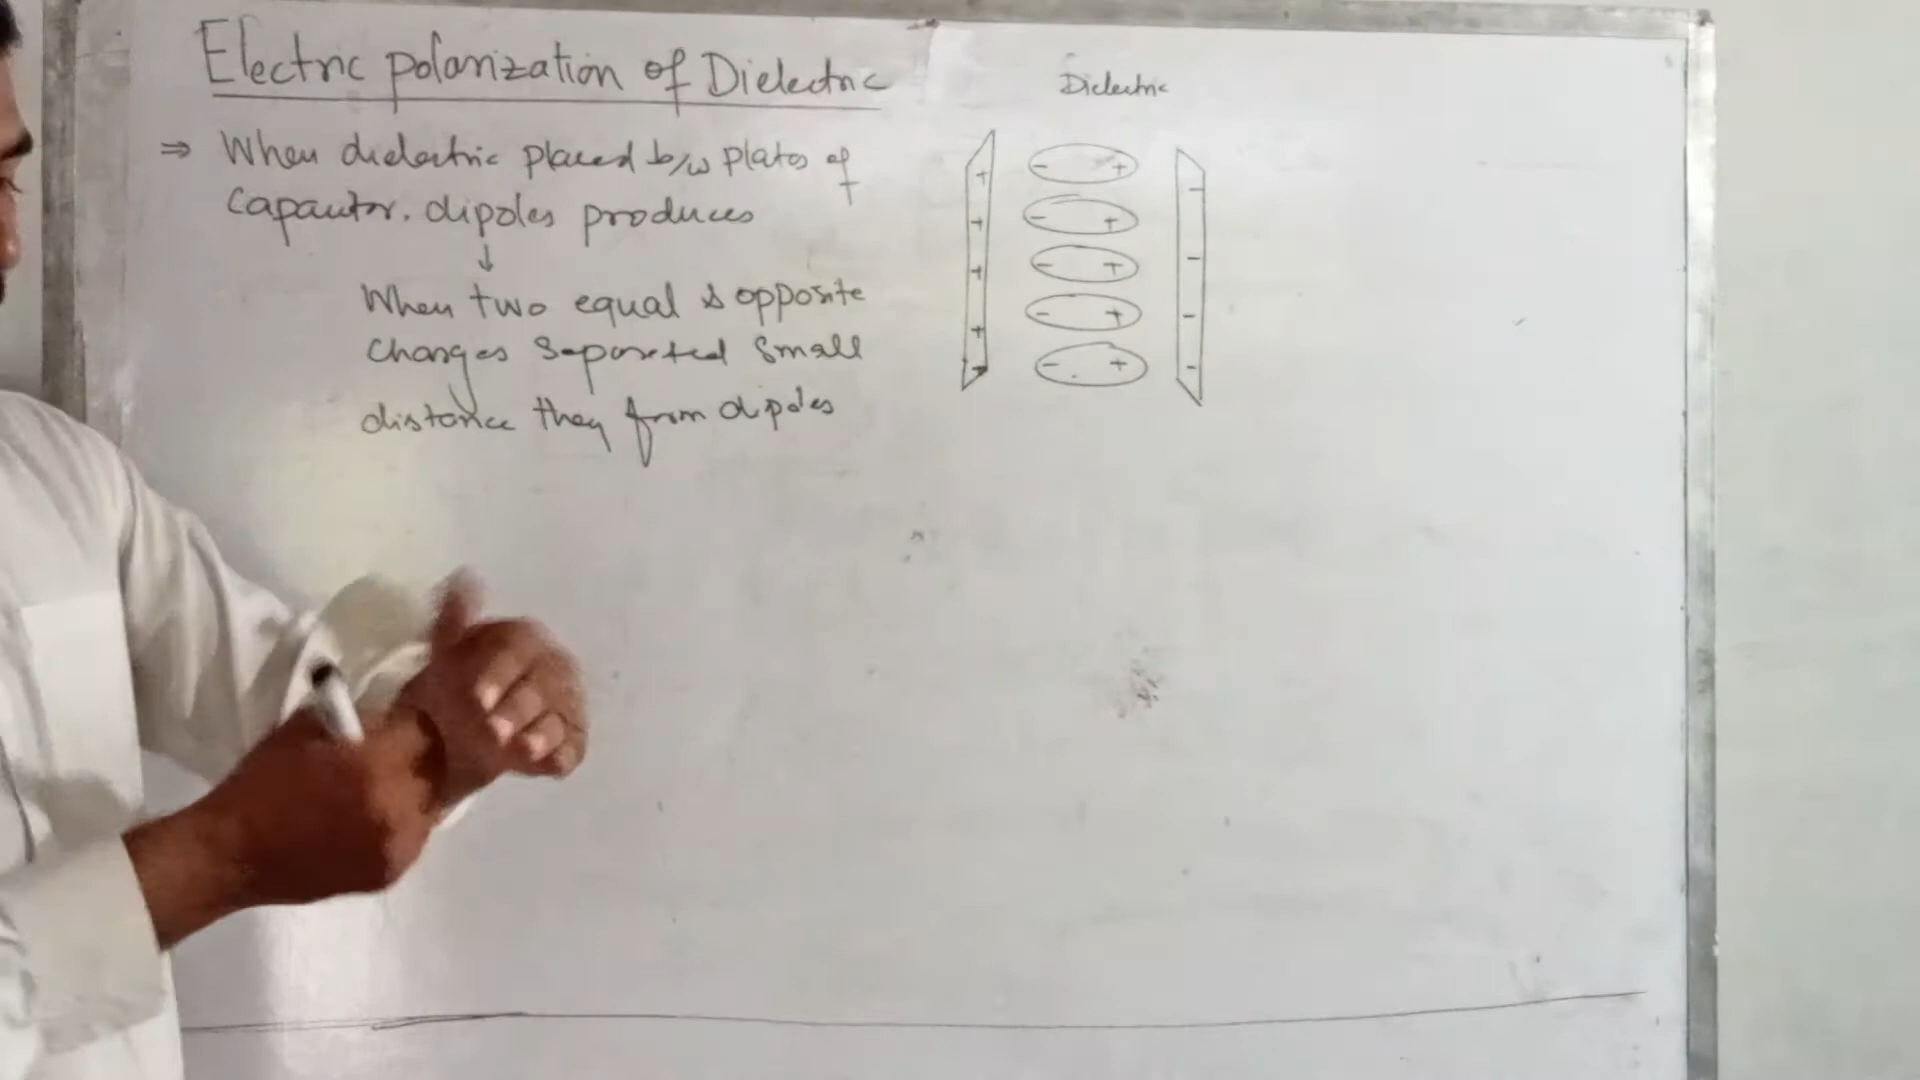 Electric polarization of Dielectric
Dielectric
⇒ When dielectric placed b/w plates of
Capacitor. dipoles produces
↓
When two equal & opposite
Charges Separeted Small
distance they from dipoles
+ - + -
+ - + -
+ - + -
+ - + -
+ - + -